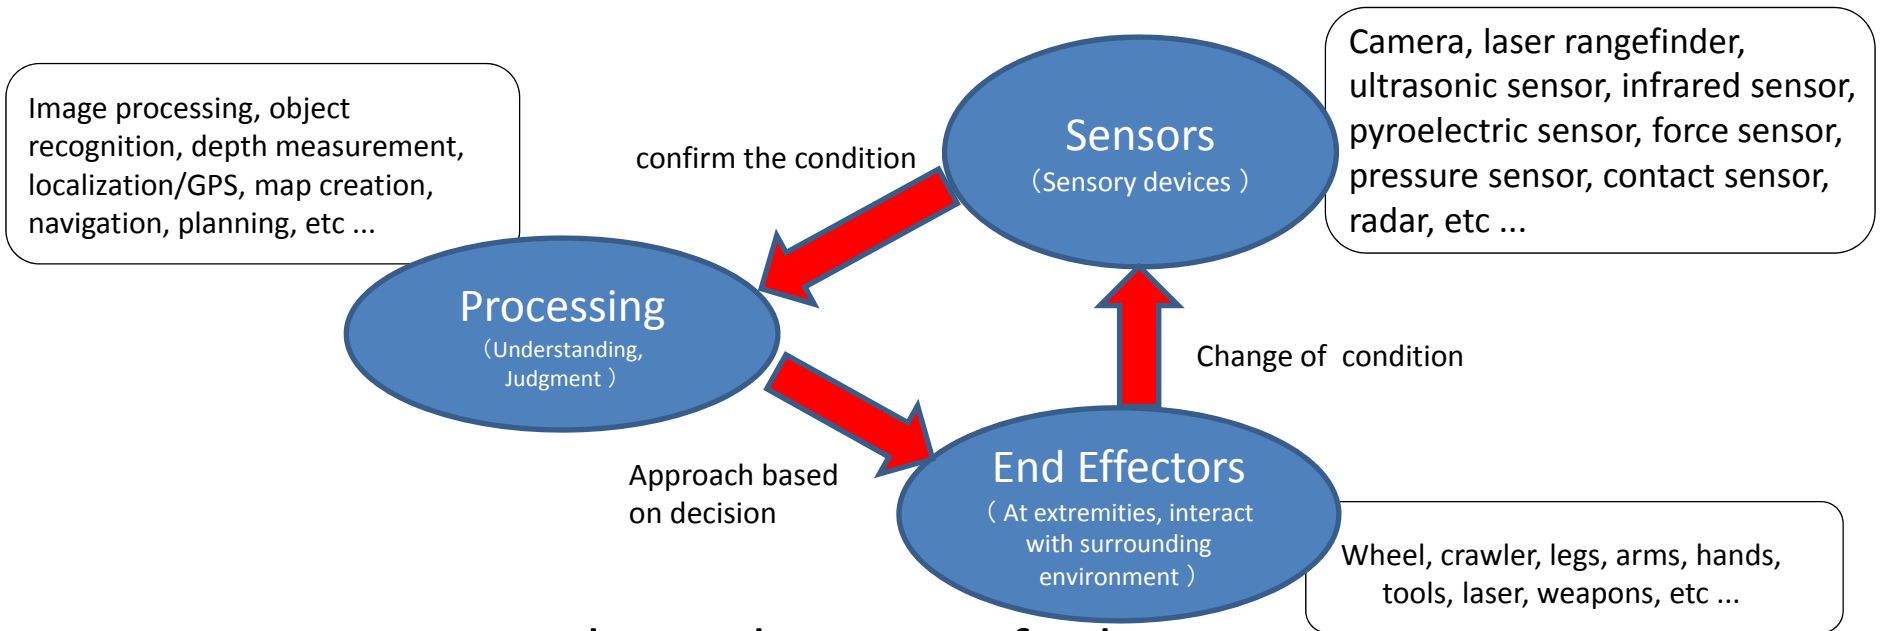 Image processing, object
recognition, depth measurement,
localization/GPS, map creation,
navigation, planning, etc ...
confirm the condition
Sensors
（Sensory devices ）
Camera, laser rangefinder,
ultrasonic sensor, infrared sensor,
pyroelectric sensor, force sensor,
pressure sensor, contact sensor,
radar, etc ...
Processing
（Understanding,
Judgment ）
Change of  condition
Approach based
on decision
End Effectors
（ At extremities, interact
with surrounding
environment ）
Wheel, crawler, legs, arms, hands,
tools, laser, weapons, etc ...